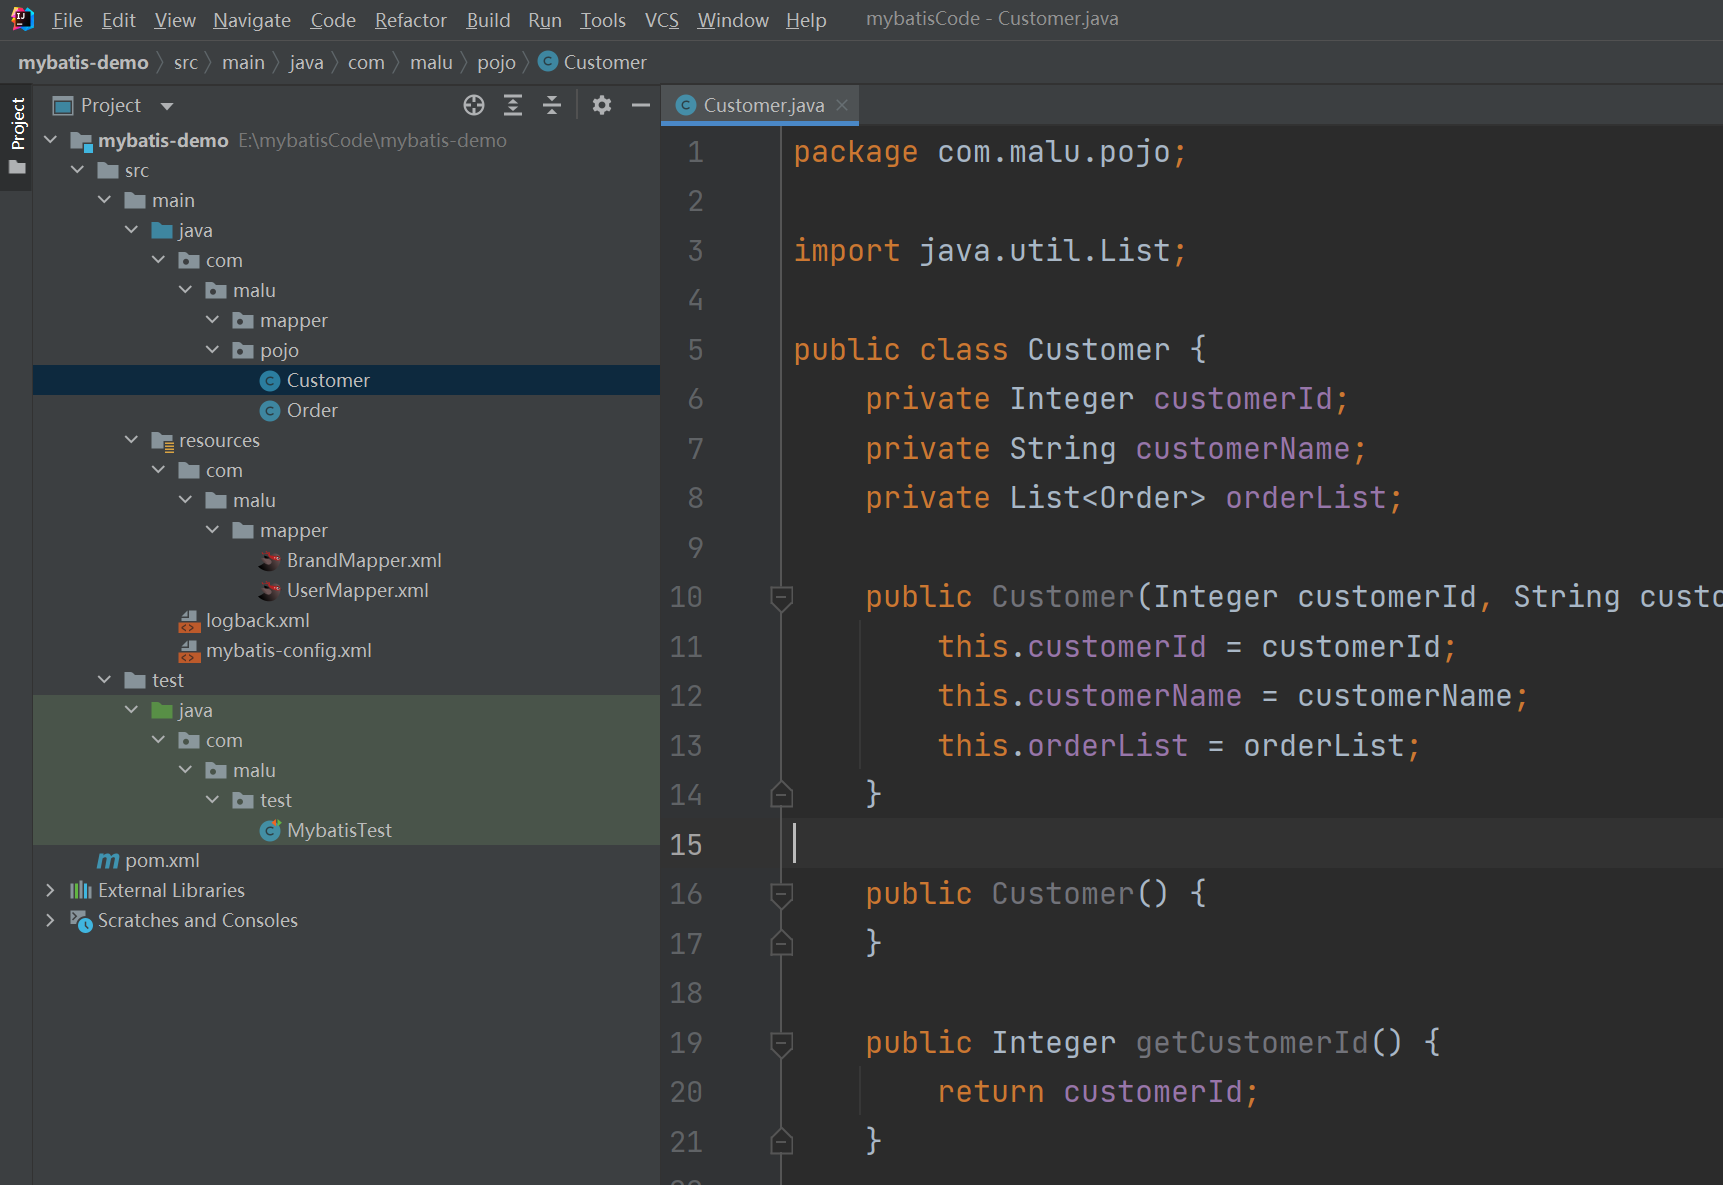 File Edit View Navigate Code Refactor Build Run Tools VCS Window Help mybatisCode - Customer.java
mybatis-demo src main java com malu pojo Customer
Project
Project
mybatis-demo E:\mybatisCode\mybatis-demo
src
main
java
com
malu
mapper
pojo
Customer
Order
resources
com
malu
mapper
BrandMapper.xml
UserMapper.xml
logback.xml
mybatis-config.xml
test
java
com
malu
test
MybatisTest
pom.xml
External Libraries
Scratches and Consoles
Customer.java
1 package com.malu.pojo;
2
3 import java.util.List;
4
5 public class Customer {
6 private Integer customerId;
7 private String customerName;
8 private List<Order> orderList;
9
10 public Customer(Integer customerId, String custo
11 this.customerId = customerId;
12 this.customerName = customerName;
13 this.orderList = orderList;
14 }
15
16 public Customer() {
17 }
18
19 public Integer getCustomerId() {
20 return customerId;
21 }